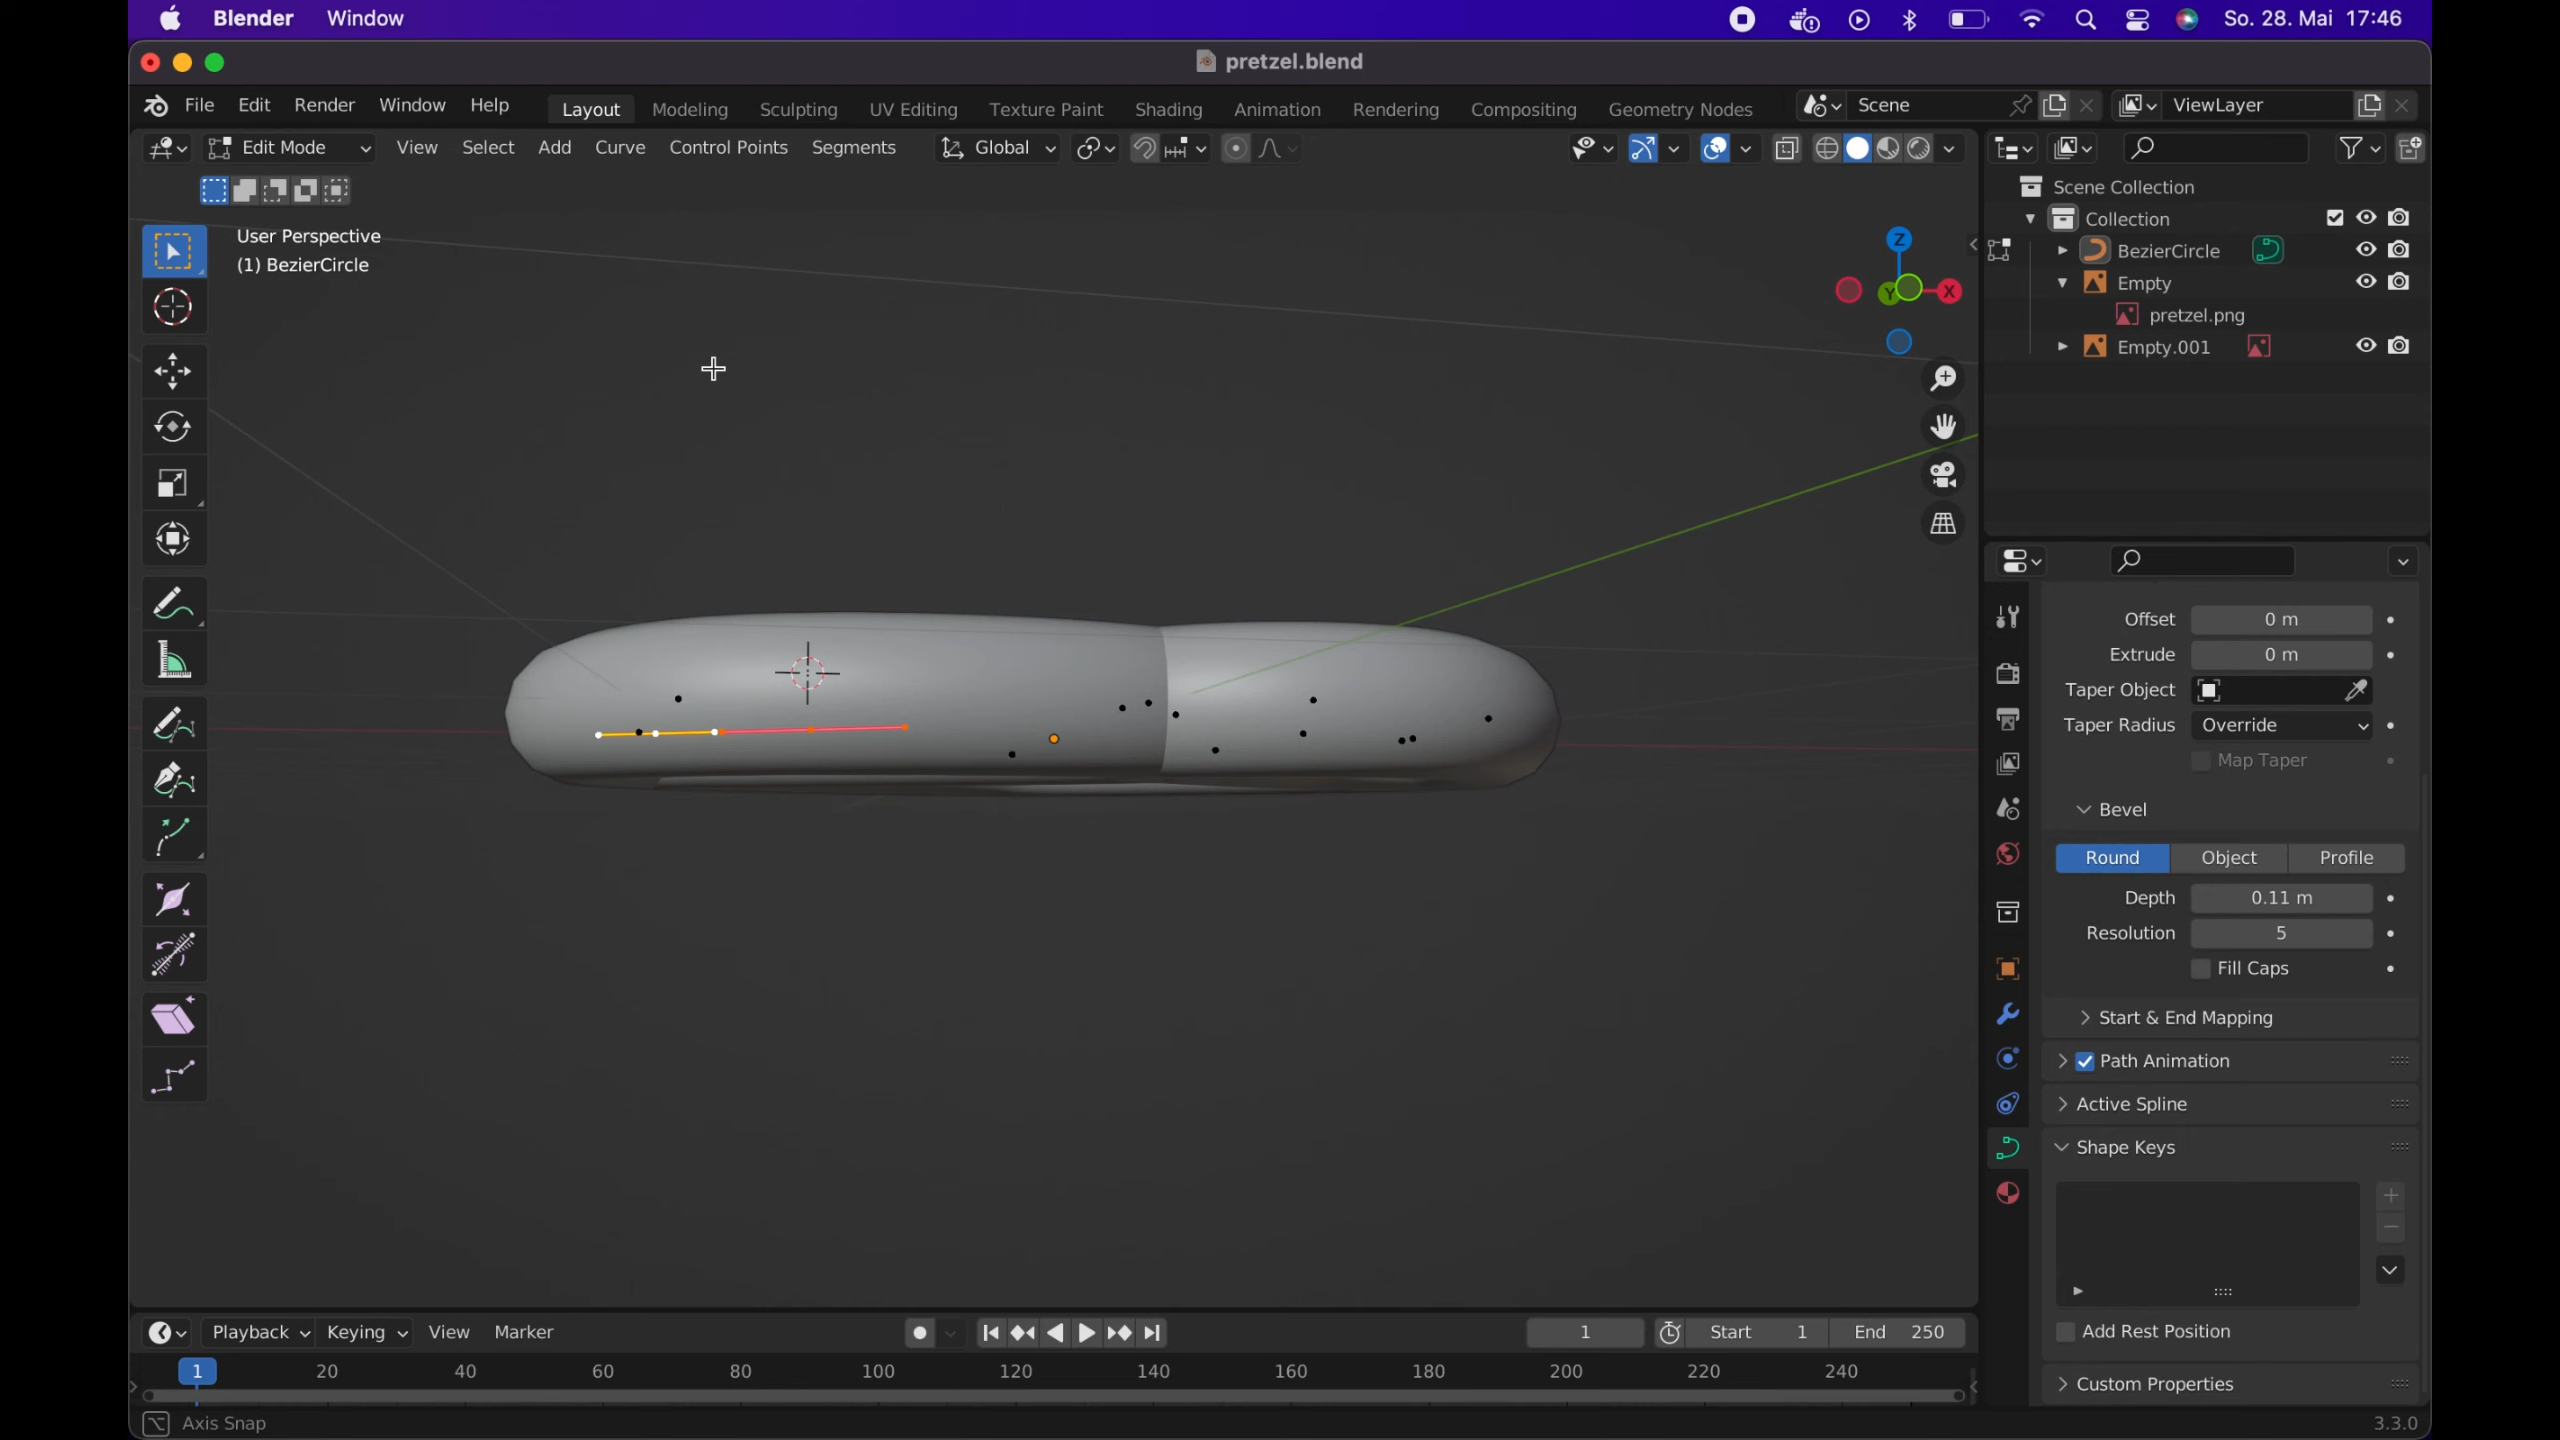 Blender Window So. 28. Mai 17:46
pretzel.blend
File Edit Render Window Help Layout Modeling Sculpting UV Editing Texture Paint Shading Animation Rendering Compositing Geometry Nodes Scene ViewLayer
Edit Mode View Select Add Curve Control Points Segments Global
User Perspective
(1) BezierCircle
Z
Y
X
Scene Collection
Collection
BezierCircle
Empty
pretzel.png
Empty.001
Offset 0 m
Extrude 0 m
Taper Object
Taper Radius Override
Map Taper
Bevel
Round Object Profile
Depth 0.11 m
Resolution 5
Fill Caps
Start & End Mapping
Path Animation
Active Spline
Shape Keys
Add Rest Position
Custom Properties
Playback Keying View Marker 1 Start 1 End 250
1 20 40 60 80 100 120 140 160 180 200 220 240
Axis Snap 3.3.0